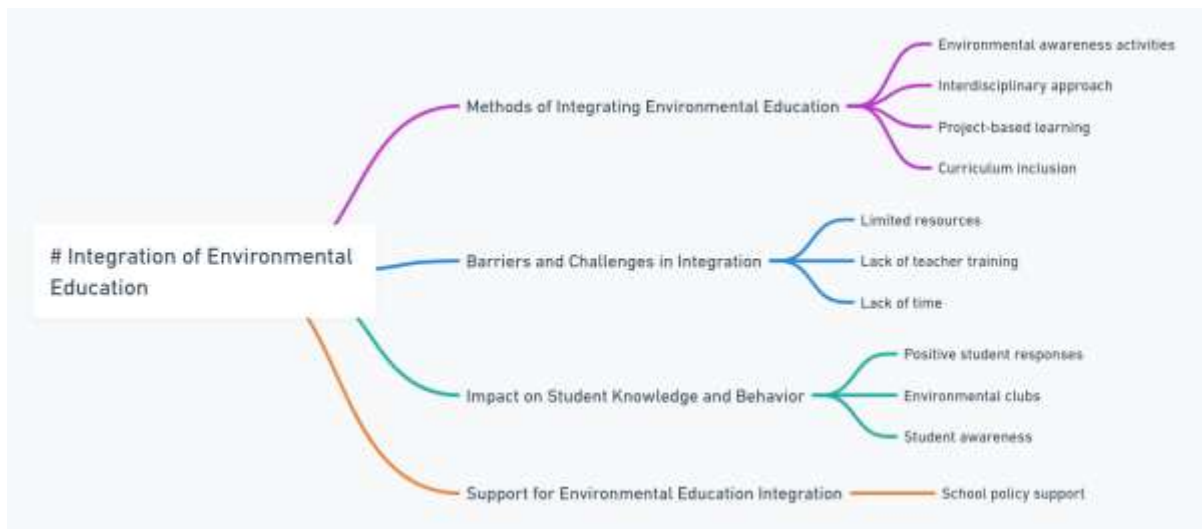 # Integration of Environmental
Education
Methods of Integrating Environmental Education
Environmental awareness activities
Interdisciplinary approach
Project-based learning
Curriculum inclusion
Barriers and Challenges in Integration
Limited resources
Lack of teacher training
Lack of time
Impact on Student Knowledge and Behavior
Positive student responses
Environmental clubs
Student awareness
Support for Environmental Education Integration
School policy support